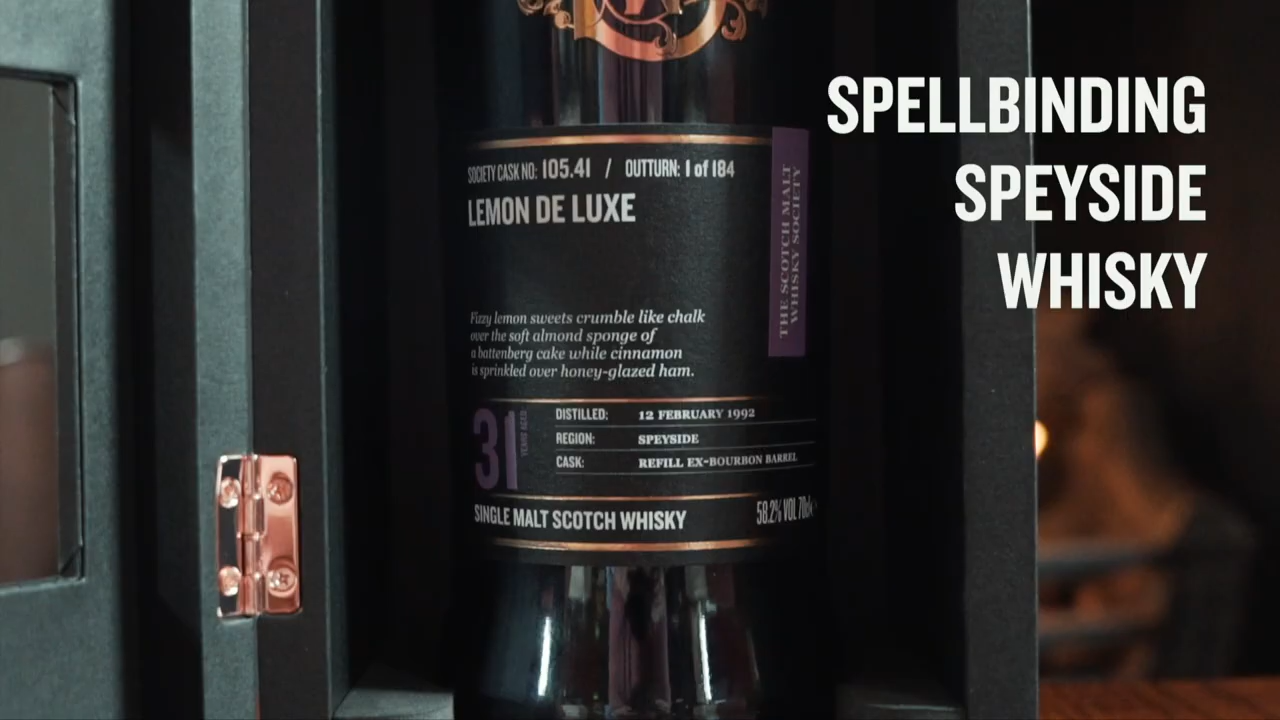 SPELLBINDING
SPEYSIDE
WHISKY
SOCIETY CASK NO: 105.41 / OUTTURN: 1 of 184
LEMON DE LUXE
THE SCOTCH MALT
WHISKY SOCIETY
Fizzy lemon sweets crumble like chalk
over the soft almond sponge of
a battenberg cake while cinnamon
is sprinkled over honey-glazed ham.
31
YEARS AGED
DISTILLED: 12 FEBRUARY 1992
REGION: SPEYSIDE
CASK: REFILL EX-BOURBON BARREL
SINGLE MALT SCOTCH WHISKY
58.2% VOL 70cl